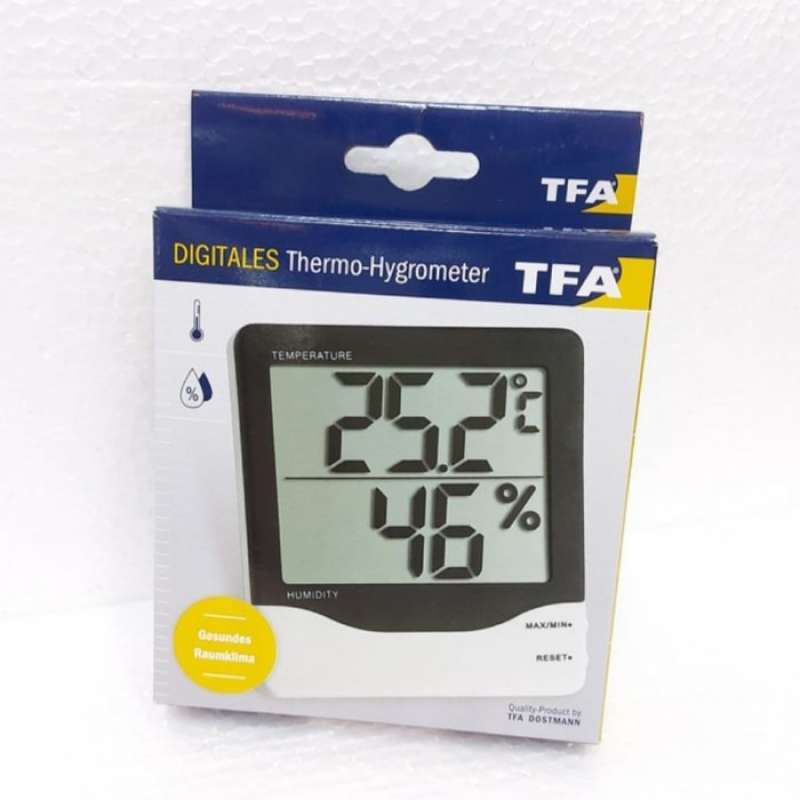 TFA
DIGITALES Thermo-Hygrometer TFA®
%
TEMPERATURE
25.2 °C
46 %
HUMIDITY
MAX/MIN
RESET
Gesundes
Raumklima
Quality-Product by
TFA DOSTMANN